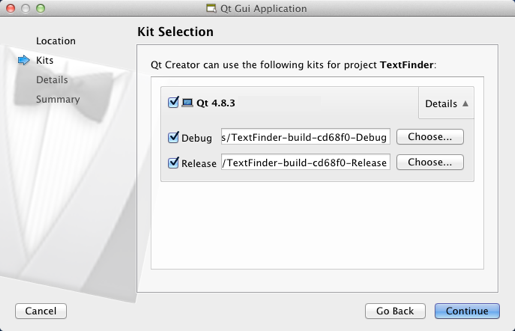 Qt Gui Application
Location
Kits
Details
Summary
Kit Selection
Qt Creator can use the following kits for project TextFinder:
Qt 4.8.3
Details
Debug s/TextFinder-build-cd68f0-Debug Choose...
Release /TextFinder-build-cd68f0-Release Choose...
Cancel Go Back Continue